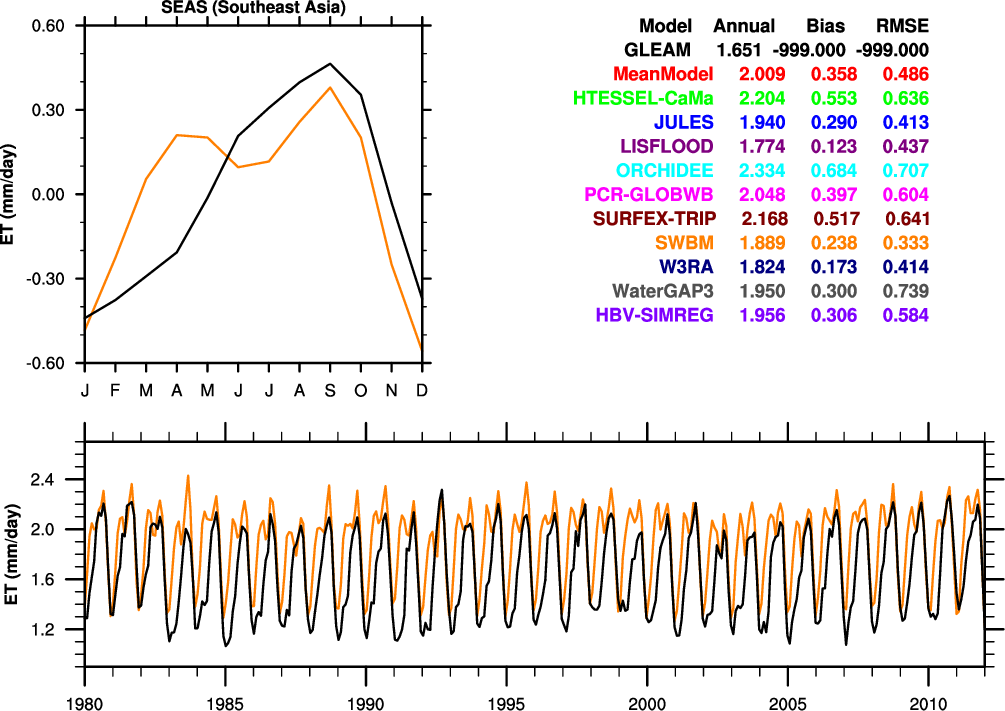 SEAS (Southeast Asia)
0.60
0.30
0.00
-0.30
-0.60
ET (mm/day)
J F M A M J J A S O N D
Model Annual Bias RMSE
GLEAM 1.651 -999.000 -999.000
MeanModel 2.009 0.358 0.486
HTESSEL-CaMa 2.204 0.553 0.636
JULES 1.940 0.290 0.413
LISFLOOD 1.774 0.123 0.437
ORCHIDEE 2.334 0.684 0.707
PCR-GLOBWB 2.048 0.397 0.604
SURFEX-TRIP 2.168 0.517 0.641
SWBM 1.889 0.238 0.333
W3RA 1.824 0.173 0.414
WaterGAP3 1.950 0.300 0.739
HBV-SIMREG 1.956 0.306 0.584
2.4
2.0
1.6
1.2
ET (mm/day)
1980 1985 1990 1995 2000 2005 2010